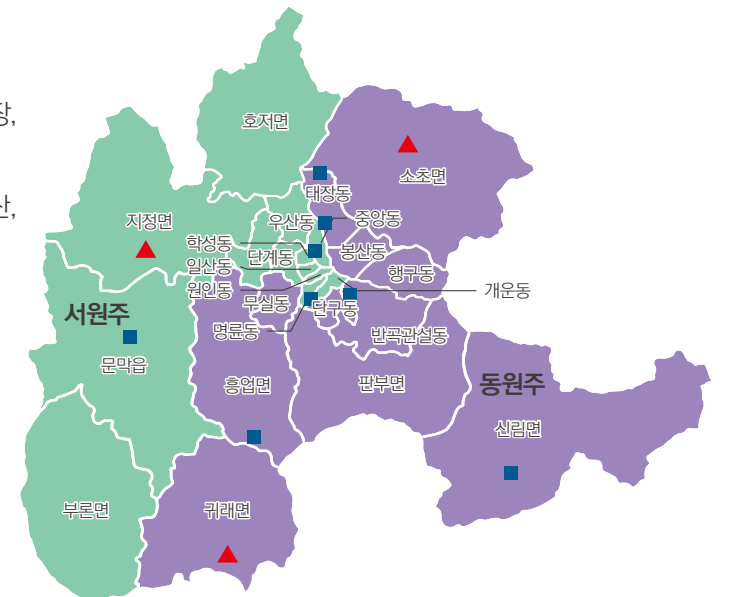 장,
산,
호저면
소초면
태장동
지정면
우산동
중앙동
학성동
단계동
봉산동
일산동
행구동
원인동
무실동
개운동
서원주
단구동
명륜동
반곡관설동
문막읍
흥업면
판부면
동원주
신림면
부론면
귀래면